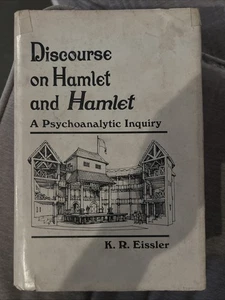 Discourse
on Hamlet
and Hamlet
A Psychoanalytic Inquiry
K. R. Eissler